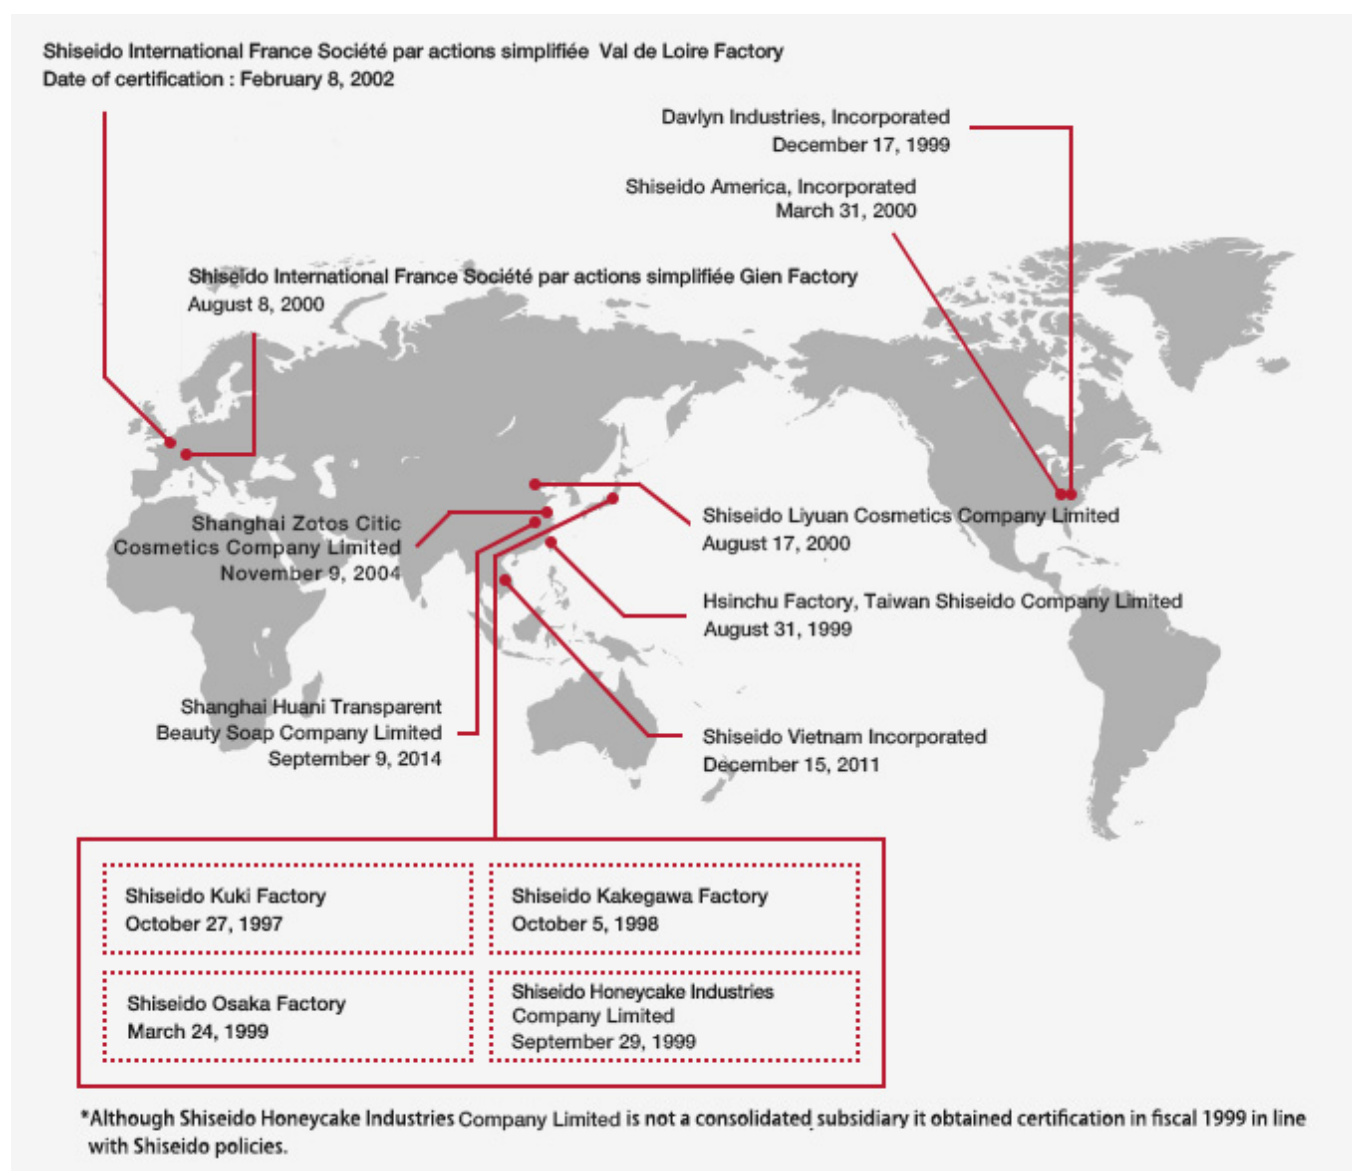 Shiseido International France Société par actions simplifiée Val de Loire Factory
Date of certification : February 8, 2002
Davlyn Industries, Incorporated
December 17, 1999
Shiseido America, Incorporated
March 31, 2000
Shiseido International France Société par actions simplifiée Gien Factory
August 8, 2000
Shanghai Zotos Citic
Cosmetics Company Limited
November 9, 2004
Shiseido Liyuan Cosmetics Company Limited
August 17, 2000
Hsinchu Factory, Taiwan Shiseido Company Limited
August 31, 1999
Shanghai Huani Transparent
Beauty Soap Company Limited
September 9, 2014
Shiseido Vietnam Incorporated
December 15, 2011
Shiseido Kuki Factory
October 27, 1997
Shiseido Kakegawa Factory
October 5, 1998
Shiseido Osaka Factory
March 24, 1999
Shiseido Honeycake Industries
Company Limited
September 29, 1999
*Although Shiseido Honeycake Industries Company Limited is not a consolidated subsidiary it obtained certification in fiscal 1999 in line
with Shiseido policies.